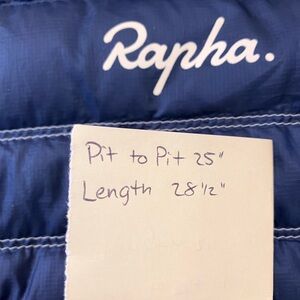 Rapha.
Pit to Pit 25"
Length 28 1/2"